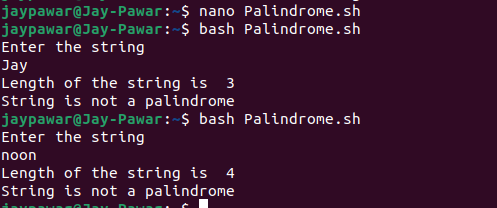 jaypawar@Jay-Pawar:~$ nano Palindrome.sh
jaypawar@Jay-Pawar:~$ bash Palindrome.sh
Enter the string
Jay
Length of the string is  3
String is not a palindrome
jaypawar@Jay-Pawar:~$ bash Palindrome.sh
Enter the string
noon
Length of the string is  4
String is not a palindrome
jaypawar@Jay-Pawar:~$